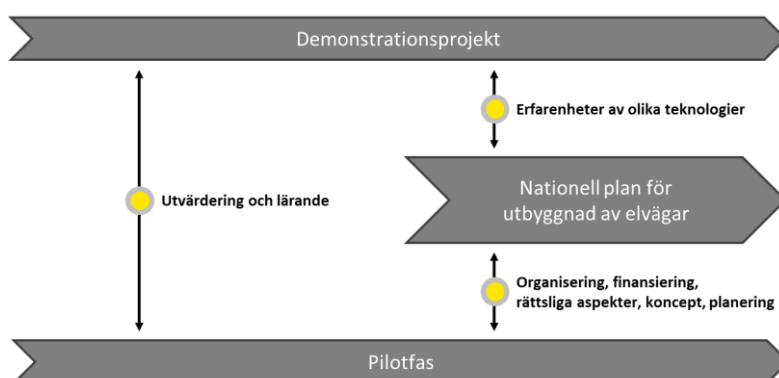 Demonstrationsprojekt
Erfarenheter av olika teknologier
Utvärdering och lärande
Nationell plan för
utbyggnad av elvägar
Organisering, finansiering,
rättsliga aspekter, koncept, planering
Pilotfas